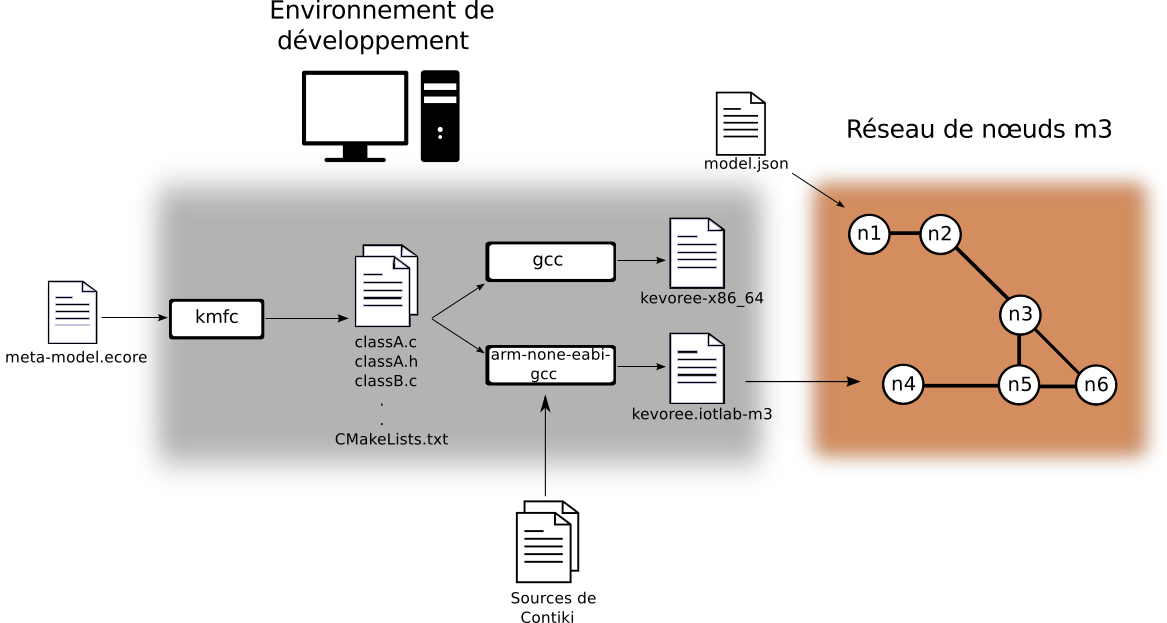 Environnement de
développement
model.json
Réseau de nœuds m3
meta-model.ecore
kmfc
classA.c
classA.h
classB.c
.
.
CMakeLists.txt
gcc
arm-none-eabi-
gcc
kevoree-x86_64
kevoree.iotlab-m3
Sources de
Contiki
n1
n2
n3
n4
n5
n6